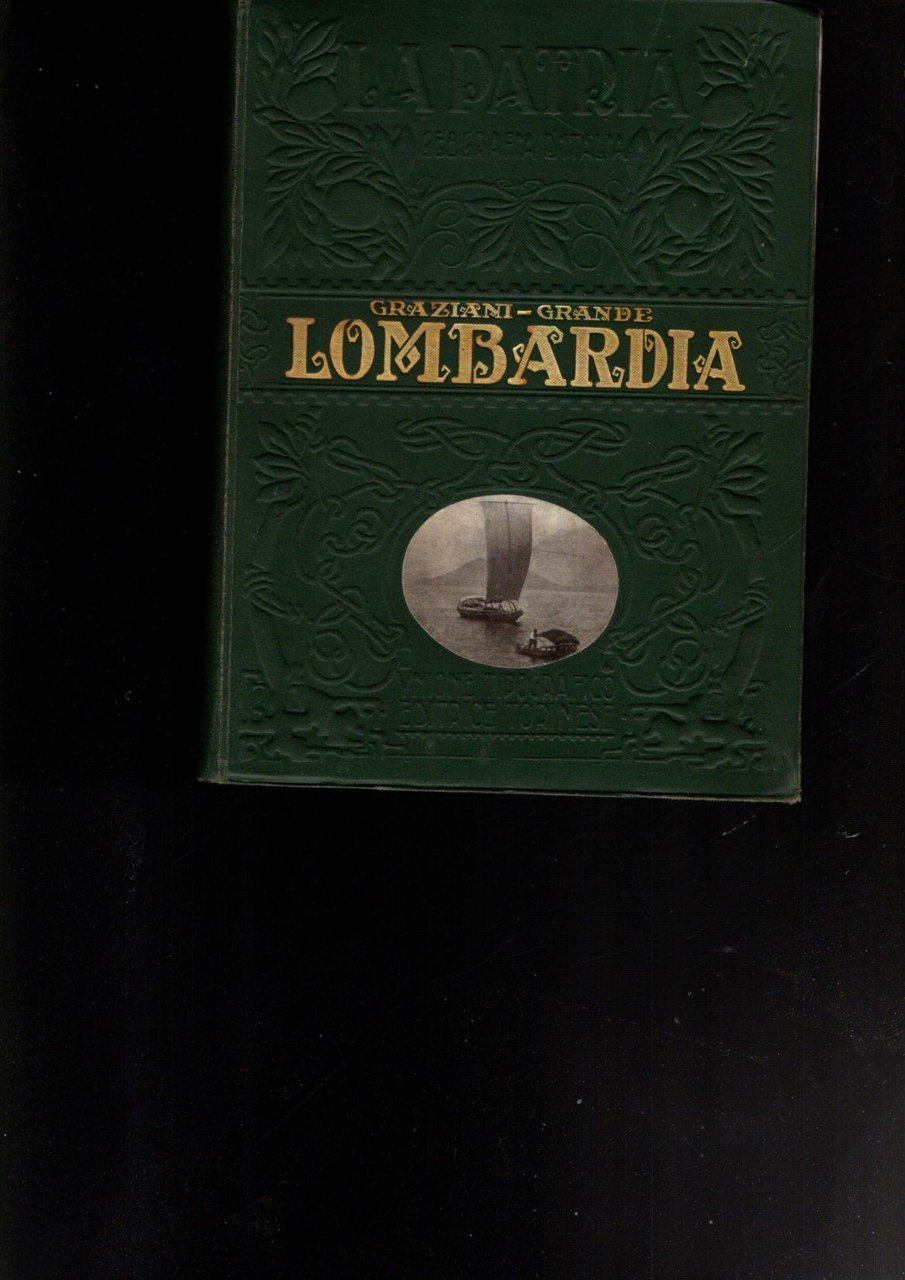 LA PATRIA
GEOGRAFIA D'ITALIA
GRAZIANI - GRANDE
LOMBARDIA
UNIONE TIPOGRAFICO
EDITRICE TORINESE